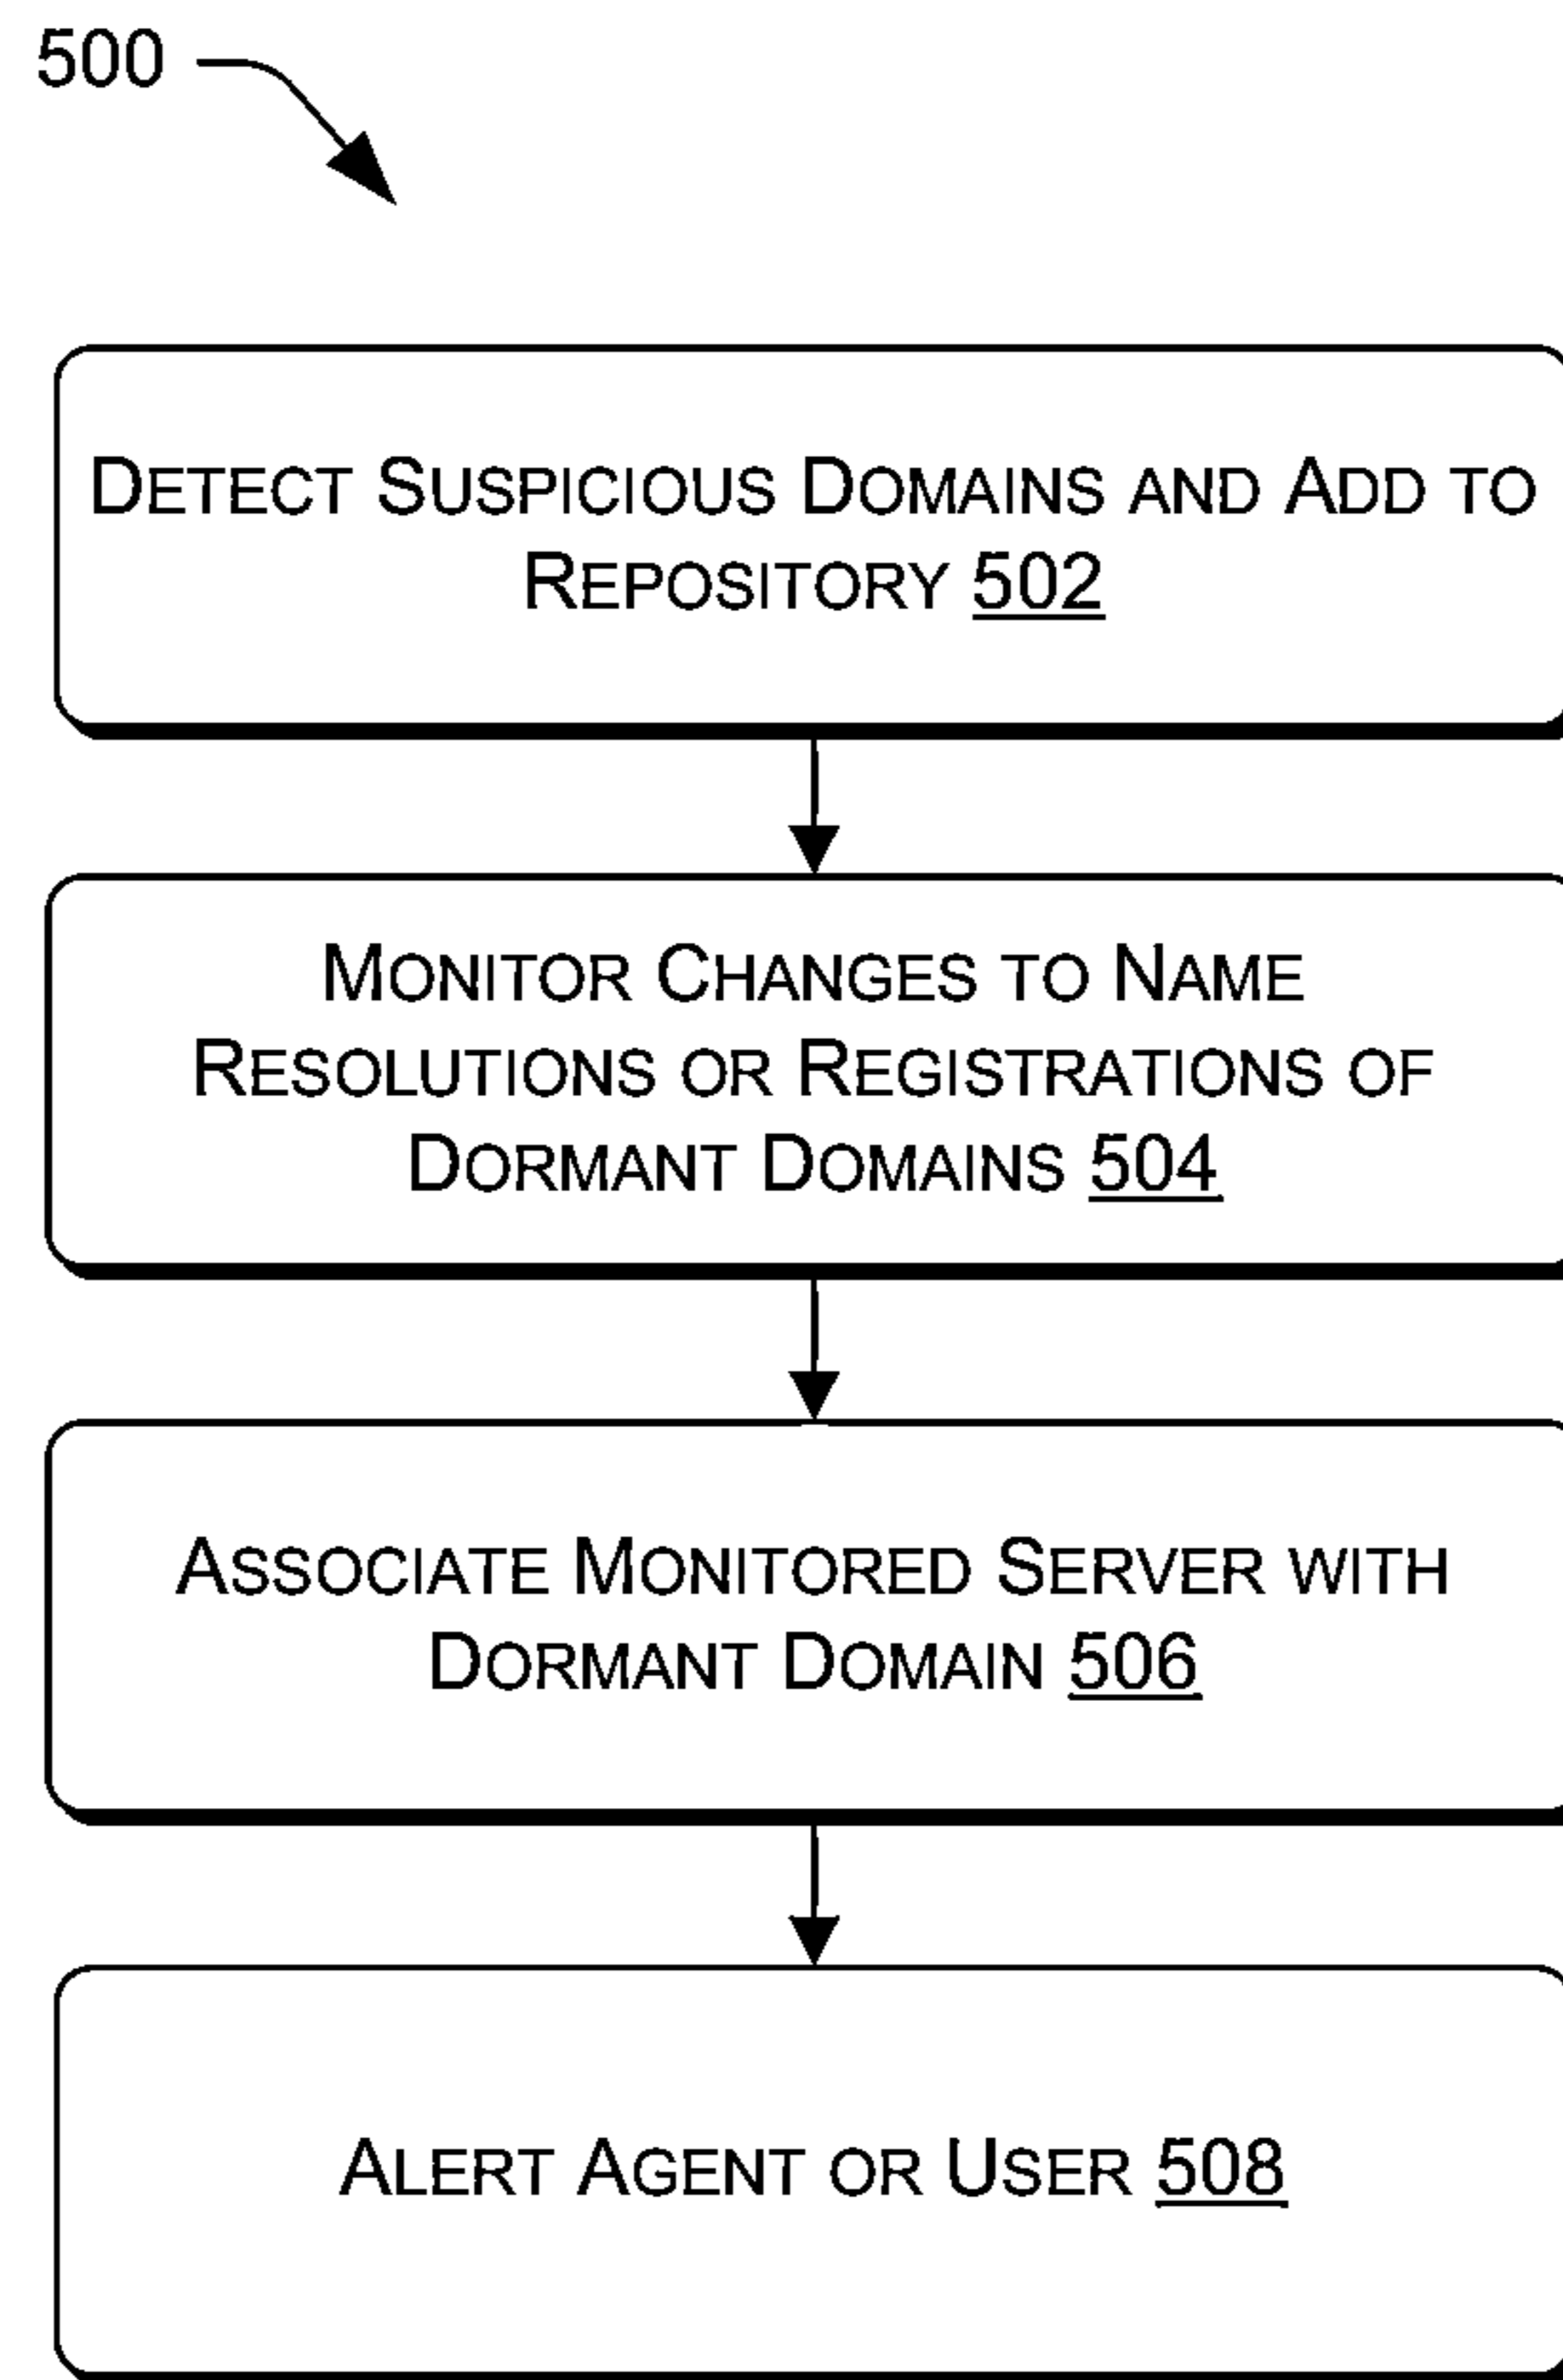 500
DETECT SUSPICIOUS DOMAINS AND ADD TO
REPOSITORY 502
MONITOR CHANGES TO NAME
RESOLUTIONS OR REGISTRATIONS OF
DORMANT DOMAINS 504
ASSOCIATE MONITORED SERVER WITH
DORMANT DOMAIN 506
ALERT AGENT OR USER 508